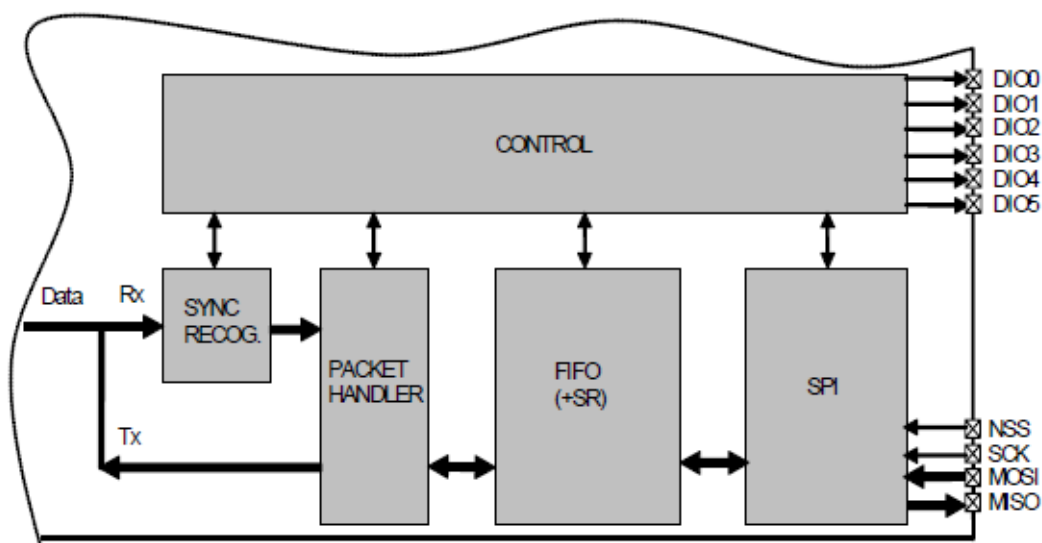 DIO0
DIO1
DIO2
DIO3
DIO4
DIO5
CONTROL
Data
Rx
SYNC
RECOG.
PACKET
HANDLER
FIFO
(+SR)
SPI
Tx
NSS
SCK
MOSI
MISO